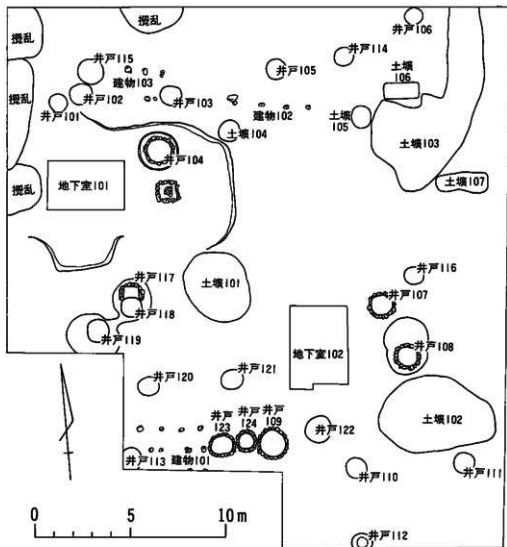 攪乱
攪乱
井戸106
井戸115
井戸114
建物103
井戸105
土壙
106
攪乱
井戸102
井戸103
井戸101
建物102
土壙
105
土壙104
土壙103
井戸104
攪乱
地下室101
土壙107
井戸117
土壙101
井戸116
井戸107
井戸118
井戸119
井戸108
地下室102
井戸120
井戸121
土壙102
井戸
123
井戸
124
井戸
109
井戸122
井戸113
建物101
井戸110
井戸111
0 5 10m
井戸112